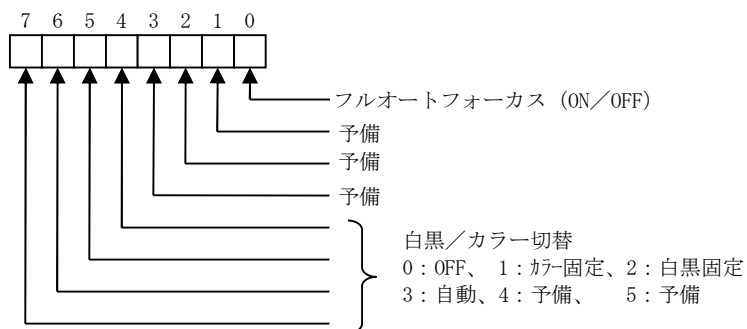 7 6 5 4 3 2 1 0
フルオートフォーカス (ON/OFF)
予備
予備
予備
白黒/カラー切替
0:OFF、 1:ｶﾗｰ固定、2:白黒固定
3:自動、4:予備、 5:予備